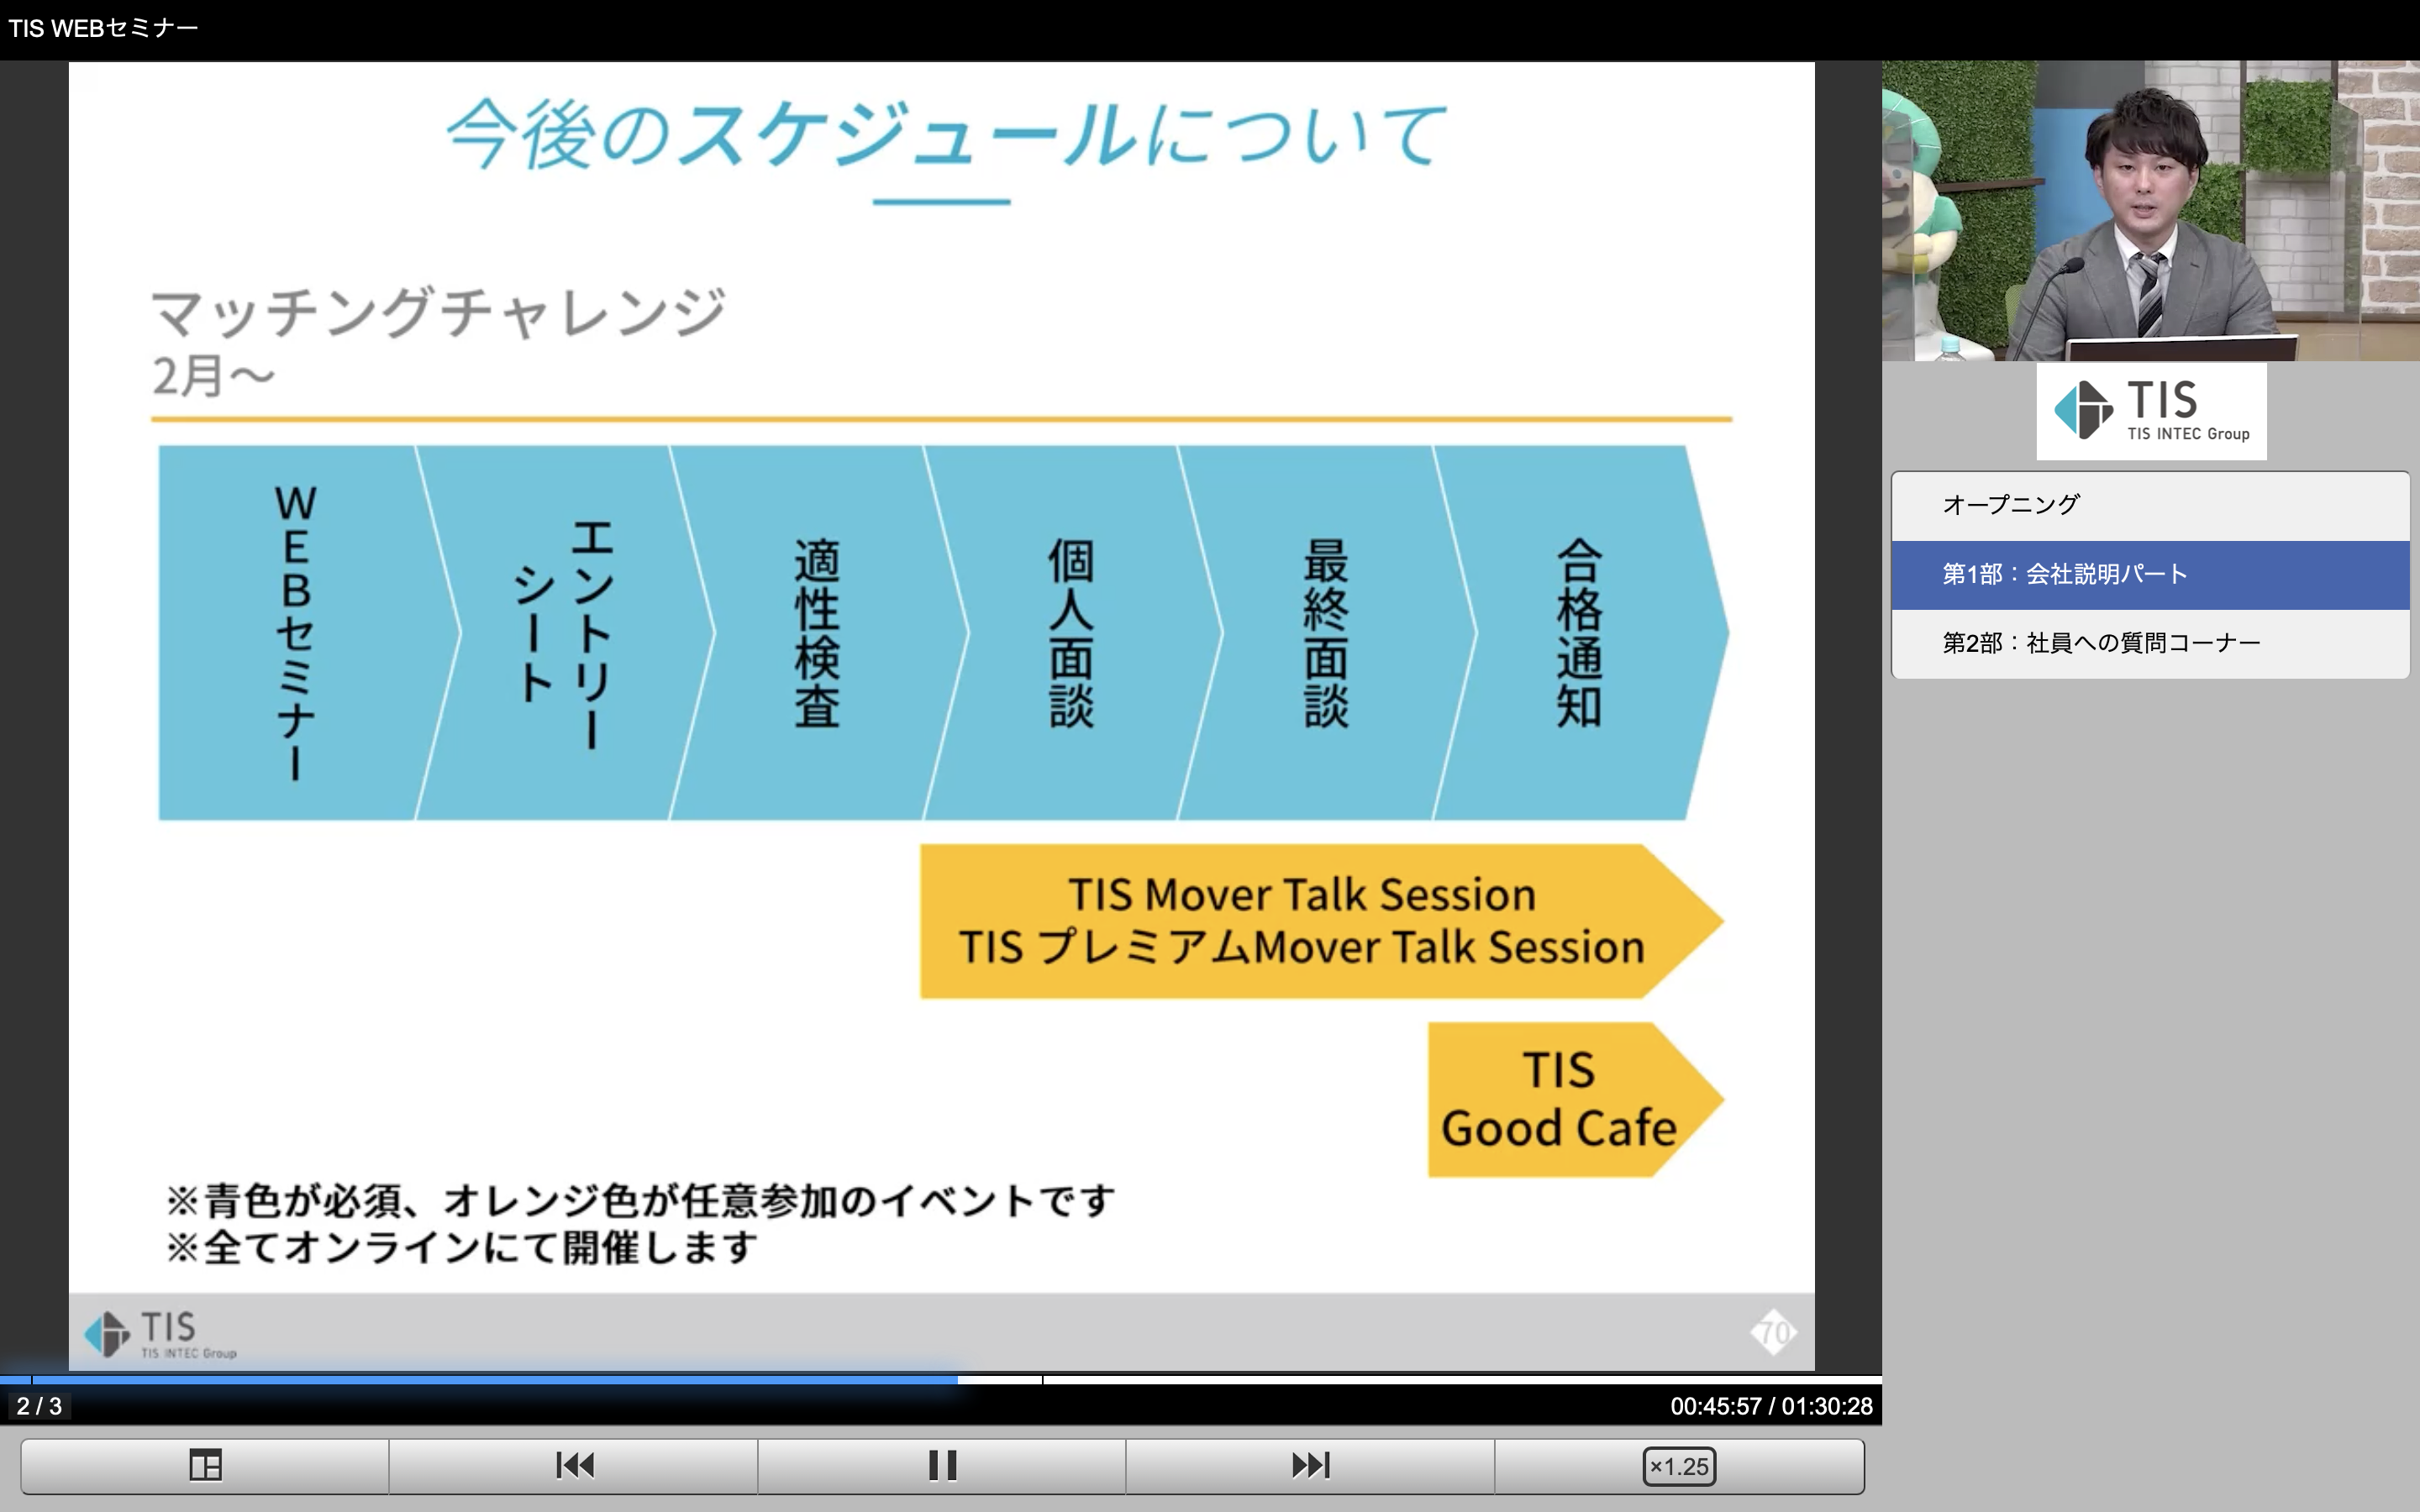 TIS WEBセミナー
今後のスケジュールについて
マッチングチャレンジ
2月～
WEBセミナー
エントリー
シート
適性検査
個人面談
最終面談
合格通知
TIS Mover Talk Session
TIS プレミアムMover Talk Session
TIS
Good Cafe
※青色が必須、オレンジ色が任意参加のイベントです
※全てオンラインにて開催します
TIS
TIS INTEC Group
70
2 / 3
00:45:57 / 01:30:28
×1.25
TIS
TIS INTEC Group
オープニング
第1部：会社説明パート
第2部：社員への質問コーナー